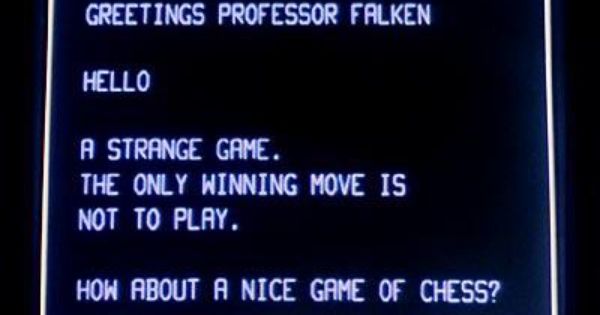 GREETINGS PROFESSOR FALKEN
HELLO
A STRANGE GAME.
THE ONLY WINNING MOVE IS
NOT TO PLAY.
HOW ABOUT A NICE GAME OF CHESS?